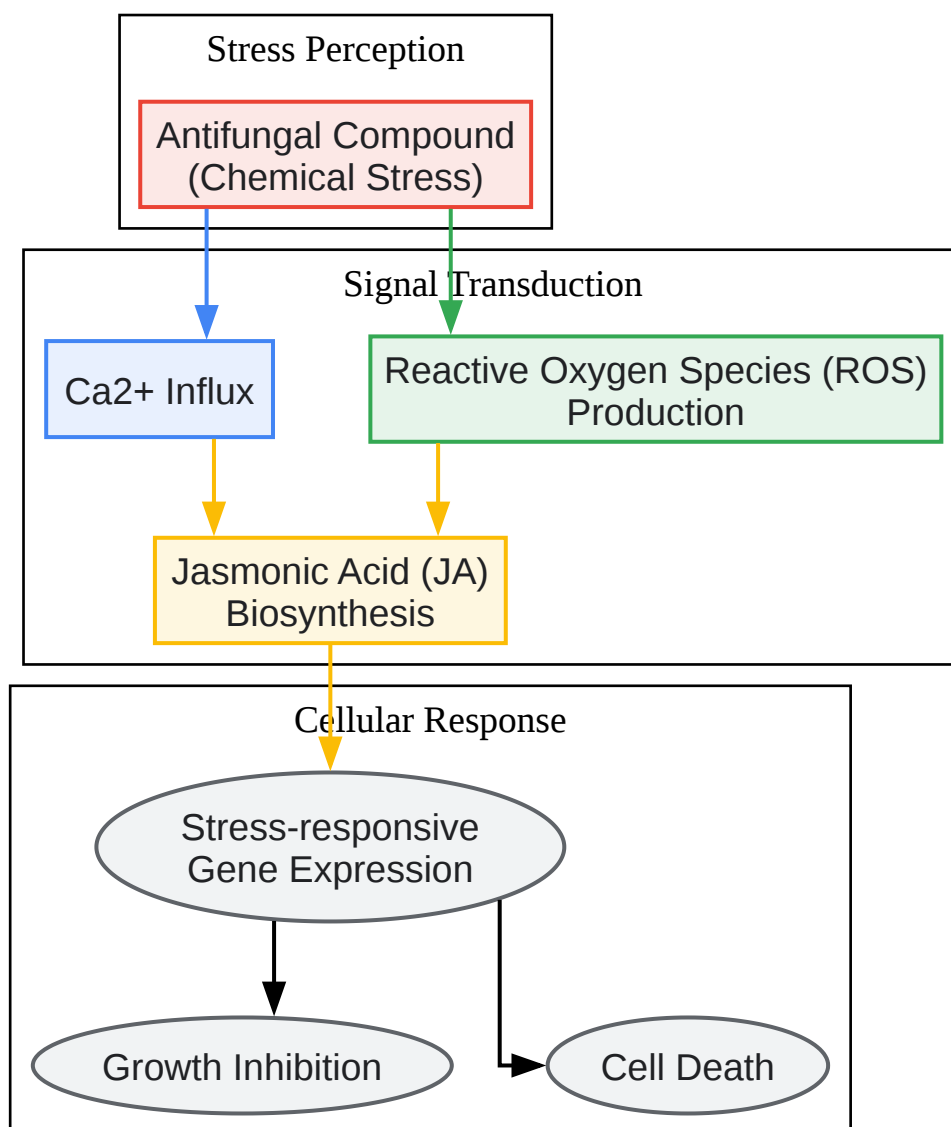 Stress Perception
Antifungal Compound
(Chemical Stress)
Signal Transduction
Ca2+ Influx
Reactive Oxygen Species (ROS)
Production
Jasmonic Acid (JA)
Biosynthesis
Cellular Response
Stress-responsive
Gene Expression
Growth Inhibition
Cell Death